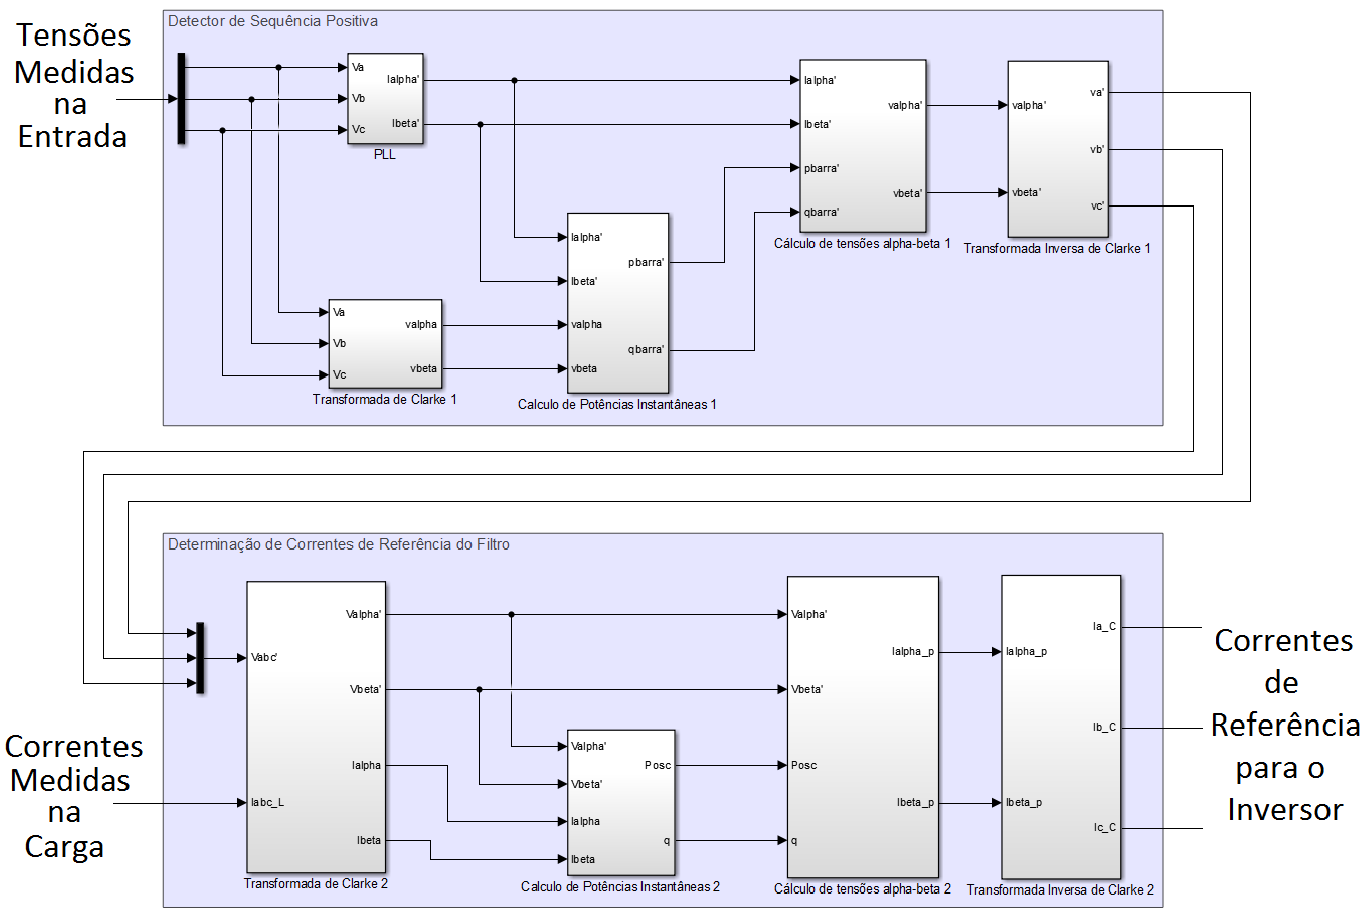 Tensões
Medidas
na
Entrada
Detector de Sequência Positiva
Va
Vb
Vc
Ialpha'
Ibeta'
PLL
Va
Vb
Vc
valpha
vbeta
Transformada de Clarke 1
Ialpha'
Ibeta'
valpha
vbeta
pbarra'
qbarra'
Calculo de Potências Instantâneas 1
Ialpha'
Ibeta'
pbarra'
qbarra'
valpha'
vbeta'
Cálculo de tensões alpha-beta 1
valpha'
vbeta'
va'
vb'
vc'
Transformada Inversa de Clarke 1
Determinação de Correntes de Referência do Filtro
Correntes
Medidas
na
Carga
Vabc'
Iabc_L
Valpha'
Vbeta'
Ialpha
Ibeta
Transformada de Clarke 2
Valpha'
Vbeta'
Ialpha
Ibeta
Posc
q
Calculo de Potências Instantâneas 2
Valpha'
Vbeta'
Posc
q
Ialpha_p
Ibeta_p
Cálculo de tensões alpha-beta 2
Ialpha_p
Ibeta_p
Ia_C
Ib_C
Ic_C
Transformada Inversa de Clarke 2
Correntes
de
Referência
para o
Inversor